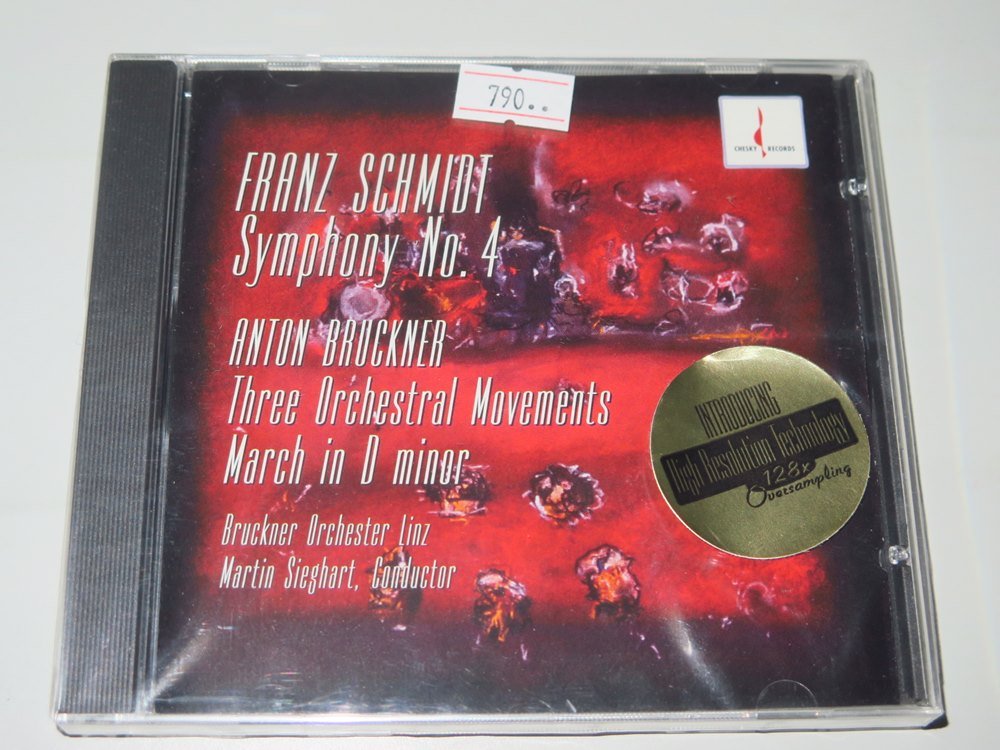 790..
CHESKY RECORDS
FRANZ SCHMIDT
Symphony No. 4
ANTON BRUCKNER
Three Orchestral Movements
March in D minor
Bruckner Orchester Linz
Martin Sieghart, Conductor
INTRODUCING
High Resolution Technology
128x
Oversampling